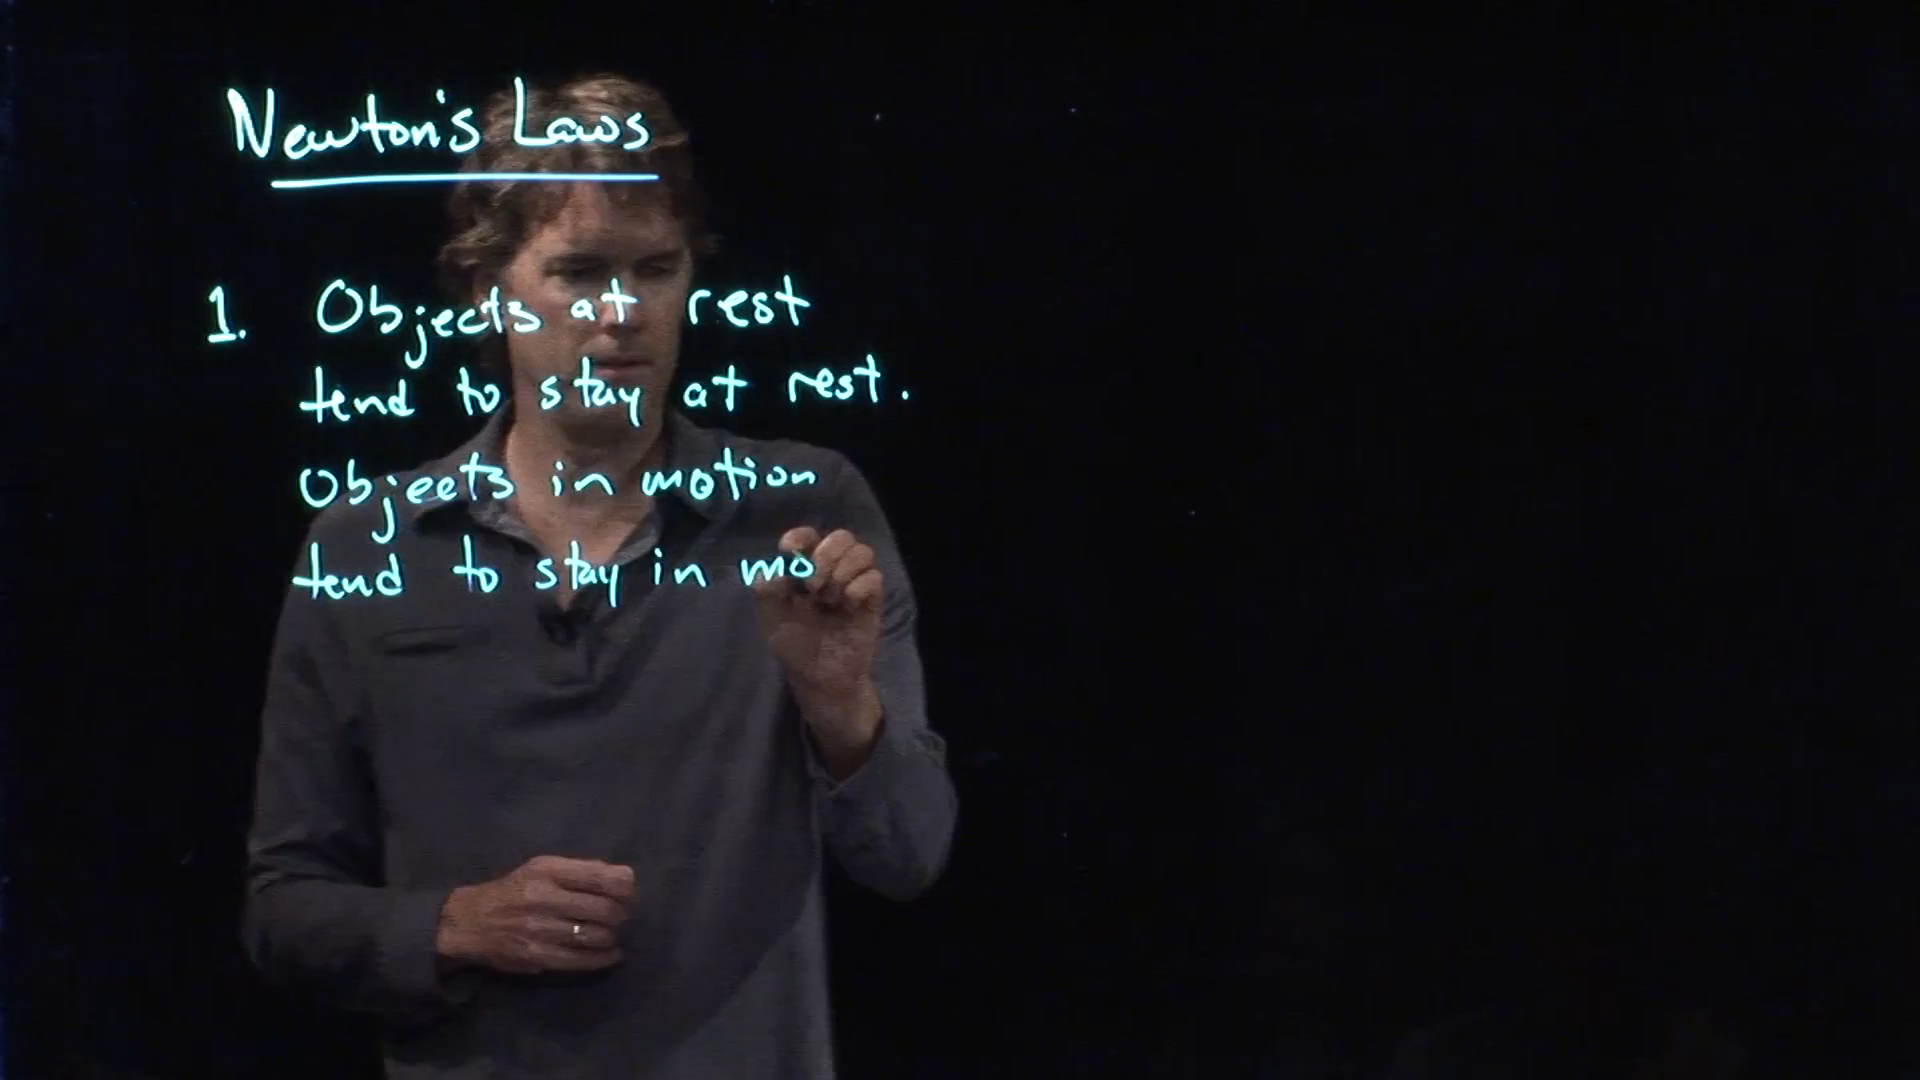 Newton's Laws
1. Objects at rest
tend to stay at rest.
Objects in motion
tend to stay in mo